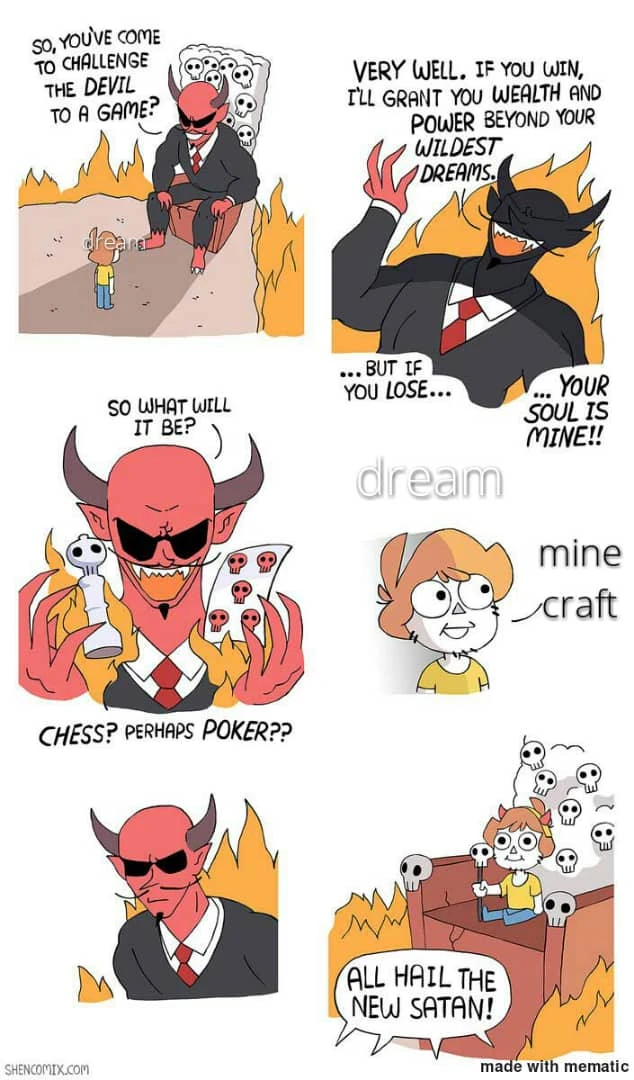 SO, YOU'VE COME
TO CHALLENGE
THE DEVIL
TO A GAME?
dream
VERY WELL. IF YOU WIN,
I'LL GRANT YOU WEALTH AND
POWER BEYOND YOUR
WILDEST
DREAMS.
... BUT IF
YOU LOSE...
... YOUR
SOUL IS
MINE!!
SO WHAT WILL
IT BE?
CHESS? PERHAPS POKER??
dream
mine
craft
ALL HAIL THE
NEW SATAN!
SHENCOMIX.COM
made with mematic